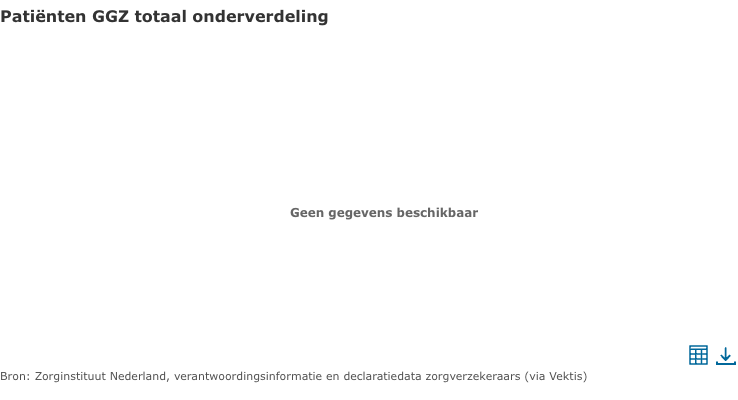 Patiënten GGZ totaal onderverdeling
Geen gegevens beschikbaar
Bron: Zorginstituut Nederland, verantwoordingsinformatie en declaratiedata zorgverzekeraars (via Vektis)